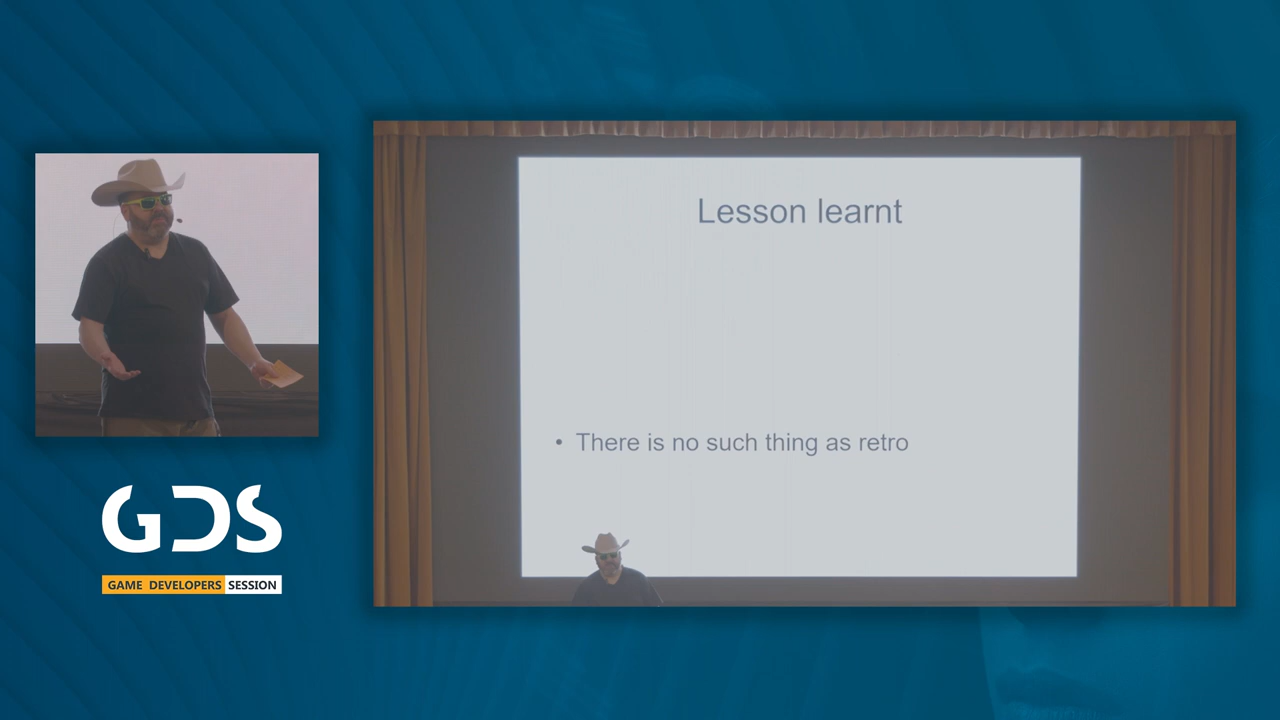 Lesson learnt
• There is no such thing as retro
GDS
GAME DEVELOPERS SESSION